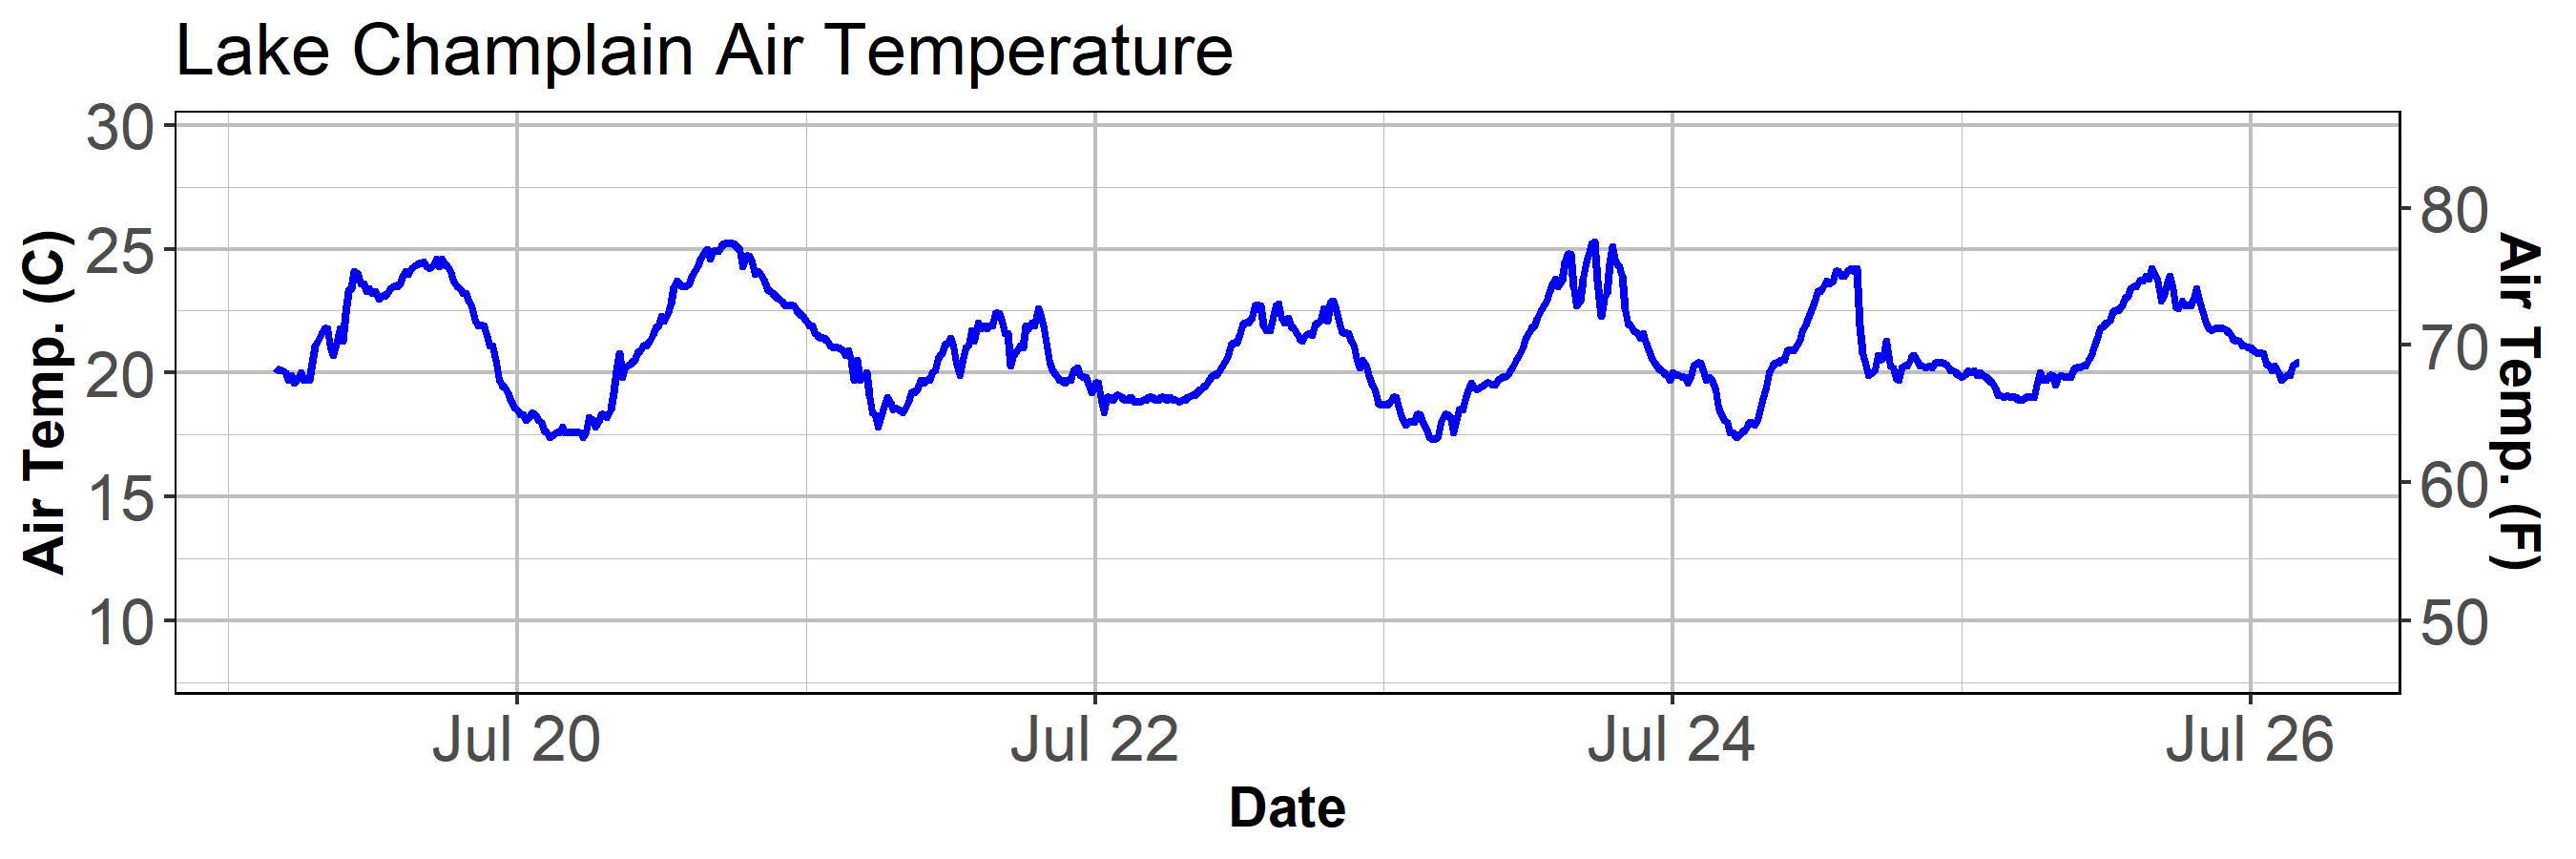 Lake Champlain Air Temperature
30
25
20
15
10
Air Temp. (C)
80
70
60
50
Air Temp. (F)
Jul 20 Jul 22 Jul 24 Jul 26
Date